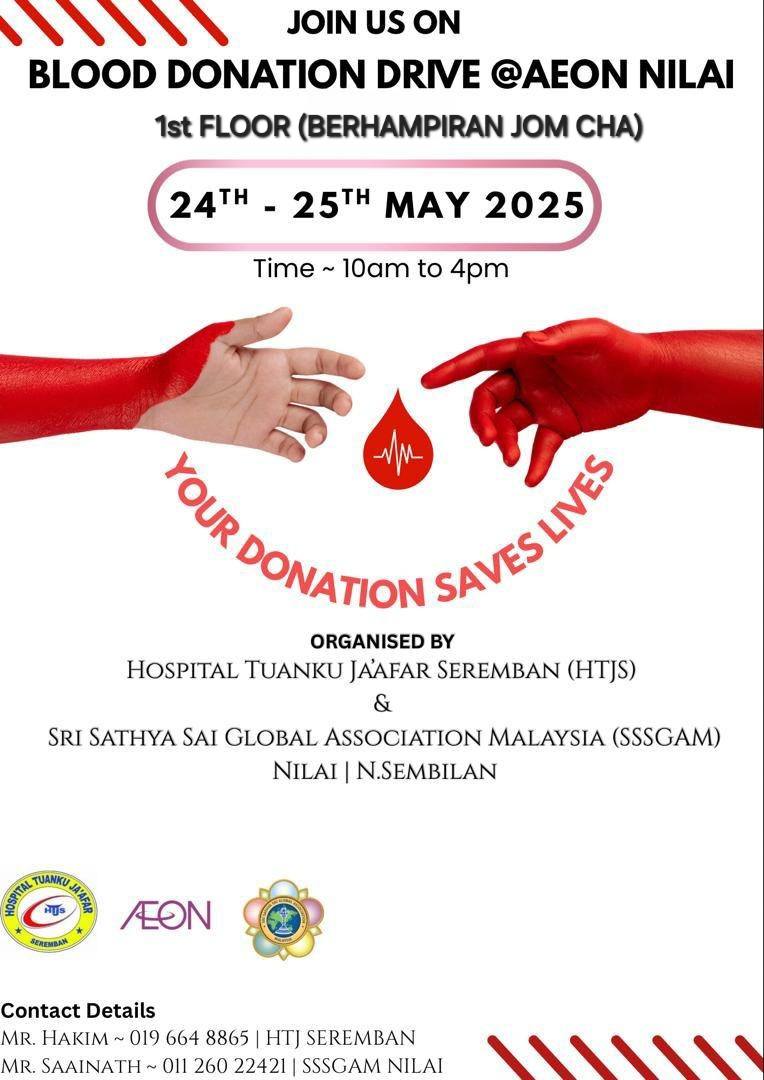 JOIN US ON
BLOOD DONATION DRIVE @AEON NILAI
1st FLOOR (BERHAMPIRAN JOM CHA)
24TH - 25TH MAY 2025
Time ~ 10am to 4pm
YOUR DONATION SAVES LIVES
ORGANISED BY
HOSPITAL TUANKU JA'AFAR SEREMBAN (HTJS)
&
SRI SATHYA SAI GLOBAL ASSOCIATION MALAYSIA (SSSGAM)
NILAI | N.SEMBILAN
HOSPITAL TUANKU JA'AFAR
HTJS
SEREMBAN
ÆON
MALAYSIA
Contact Details
MR. HAKIM ~ 019 664 8865 | HTJ SEREMBAN
MR. SAAINATH ~ 011 260 22421 | SSSGAM NILAI